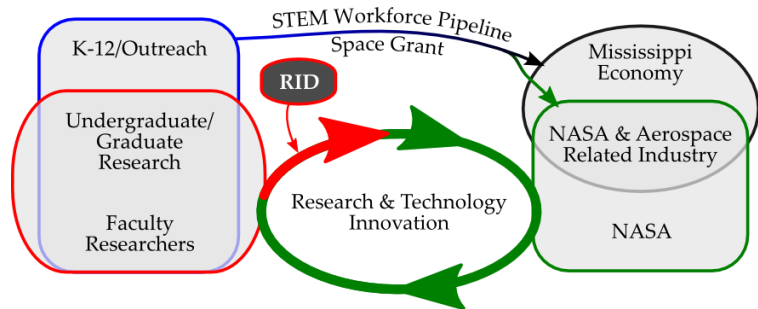 STEM Workforce Pipeline
Space Grant
K-12/Outreach
RID
Mississippi
Economy
Undergraduate/
Graduate
Research
NASA & Aerospace
Related Industry
Research & Technology
Innovation
Faculty
Researchers
NASA